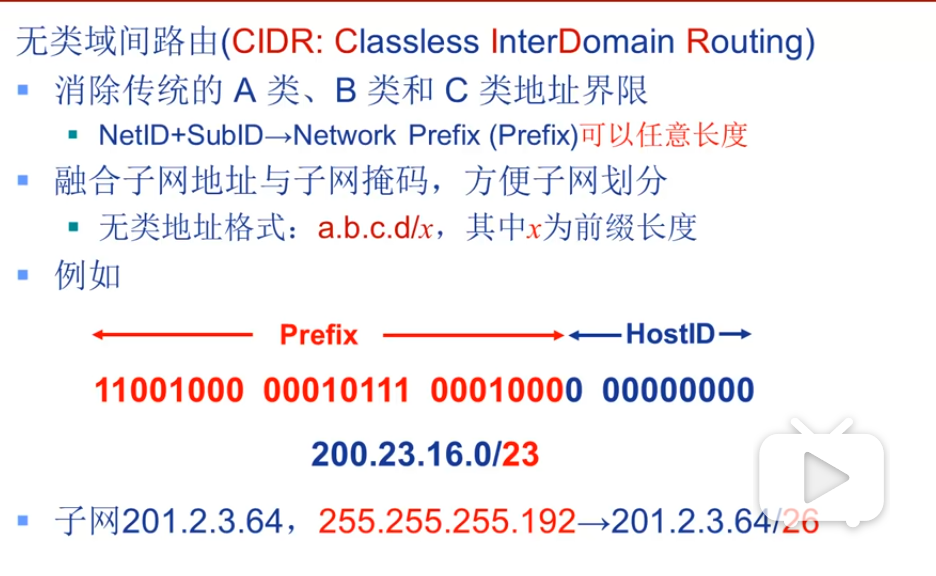 无类域间路由(CIDR: Classless InterDomain Routing)
消除传统的 A 类、B 类和 C 类地址界限
NetID+SubID→Network Prefix (Prefix)可以任意长度
融合子网地址与子网掩码，方便子网划分
无类地址格式：a.b.c.d/x，其中x为前缀长度
例如
Prefix HostID
11001000 00010111 00010000 00000000
200.23.16.0/23
子网201.2.3.64，255.255.255.192→201.2.3.64/26